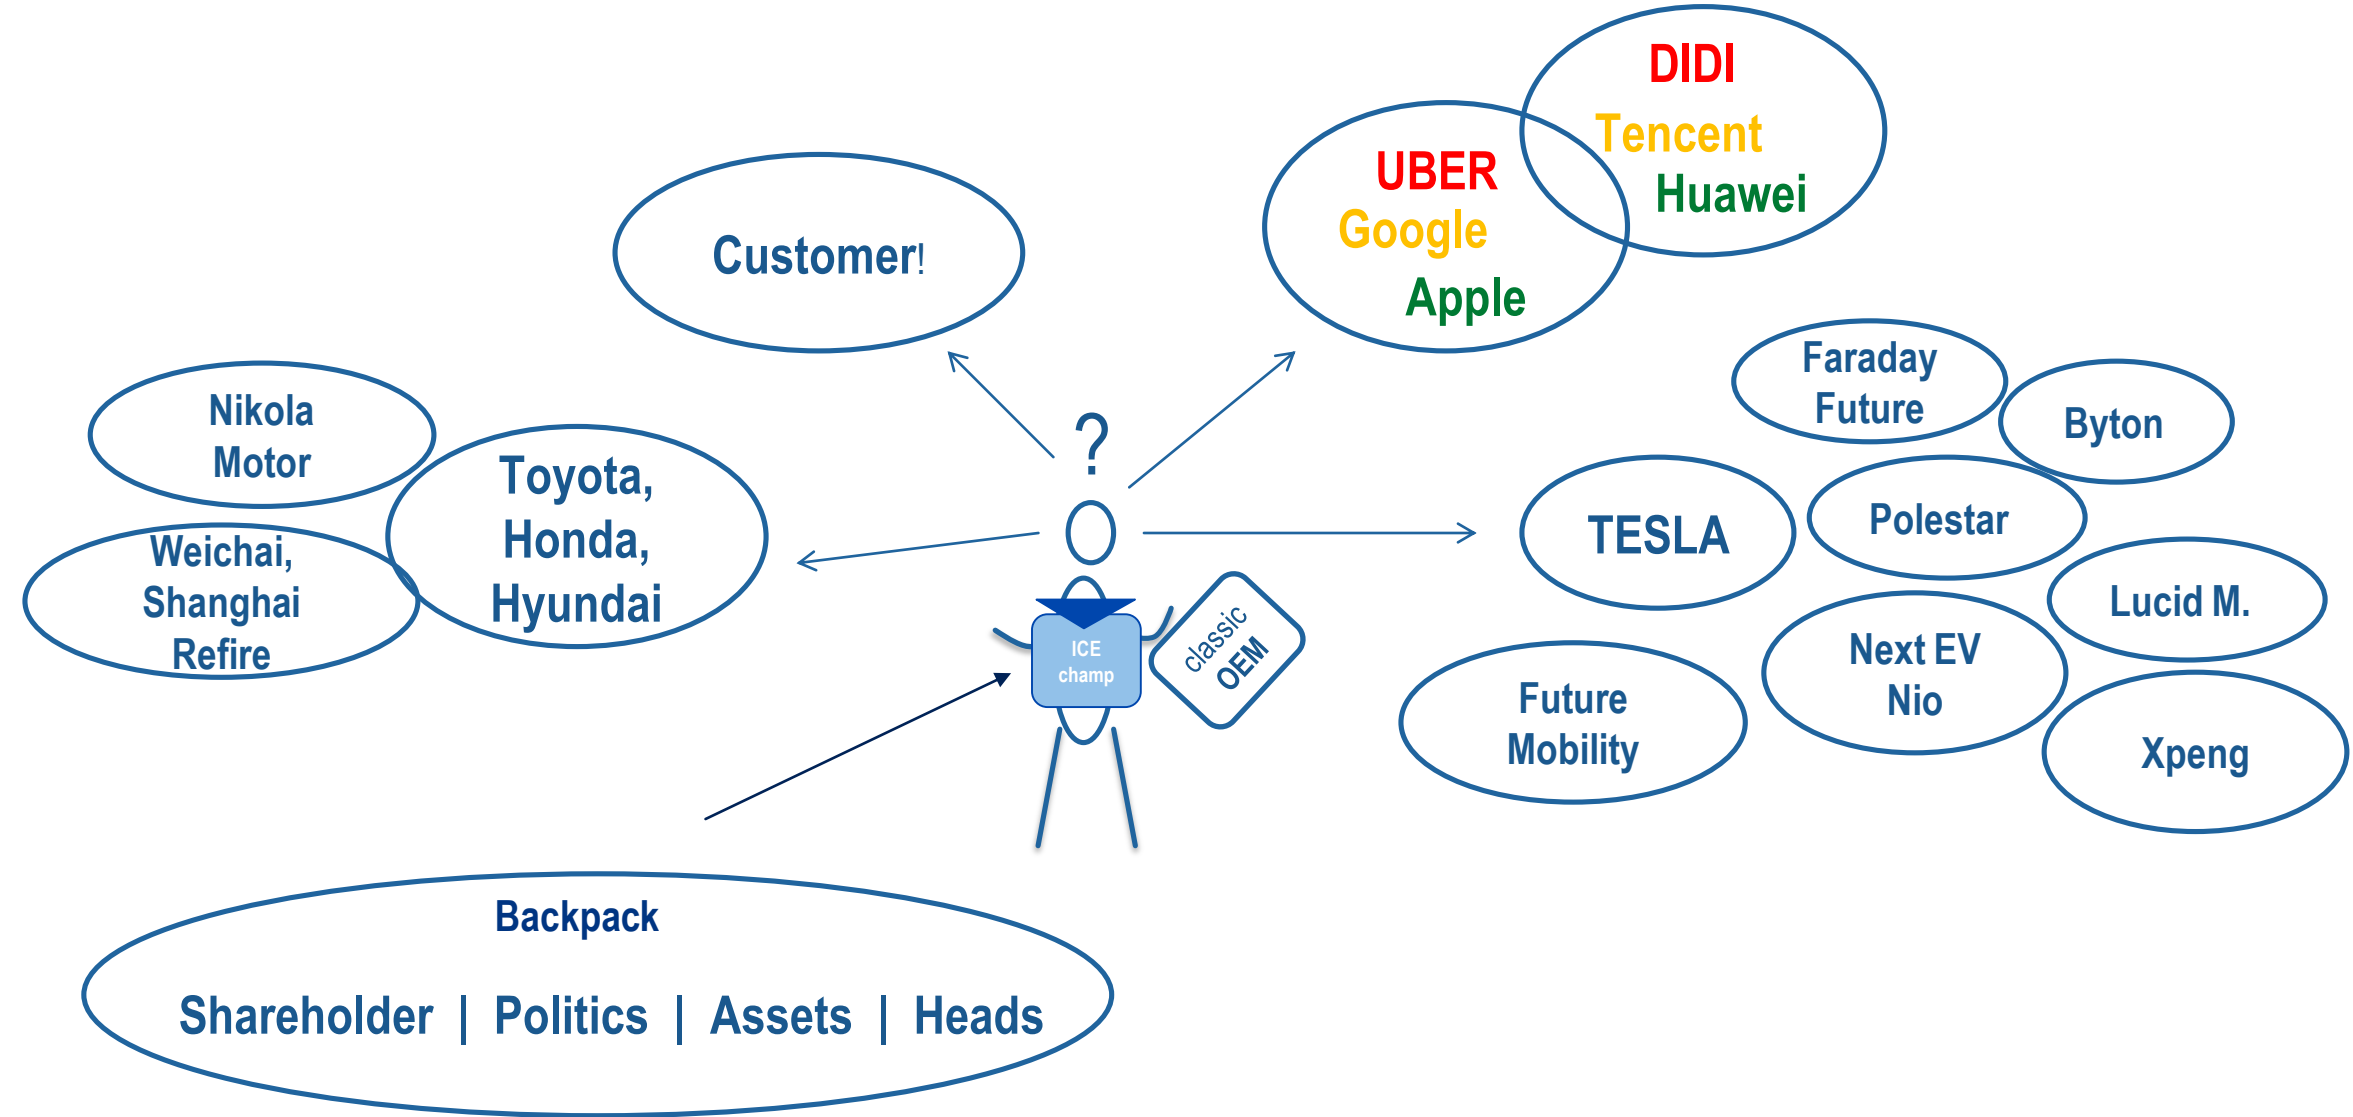 DIDI
Tencent
Huawei
UBER
Google
Apple
Customer!
Faraday
Future
Byton
Nikola
Motor
Toyota,
Honda,
Hyundai
Weichai,
Shanghai
Refire
?
TESLA
Polestar
Lucid M.
ICE
champ
classic
OEM
Next EV
Nio
Future
Mobility
Xpeng
Backpack
Shareholder | Politics | Assets | Heads